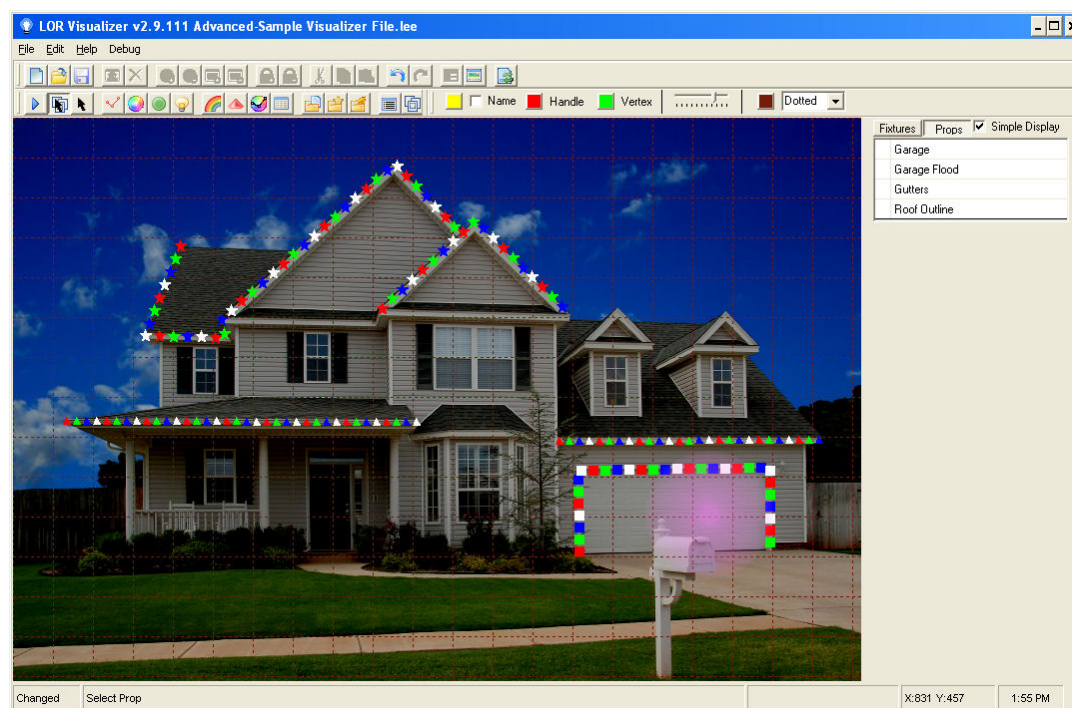 LOR Visualizer v2.9.111 Advanced-Sample Visualizer File.lee
File Edit Help Debug
Name Handle Vertex Dotted
Fixtures Props Simple Display
Garage
Garage Flood
Gutters
Roof Outline
Changed Select Prop X:831 Y:457 1:55 PM